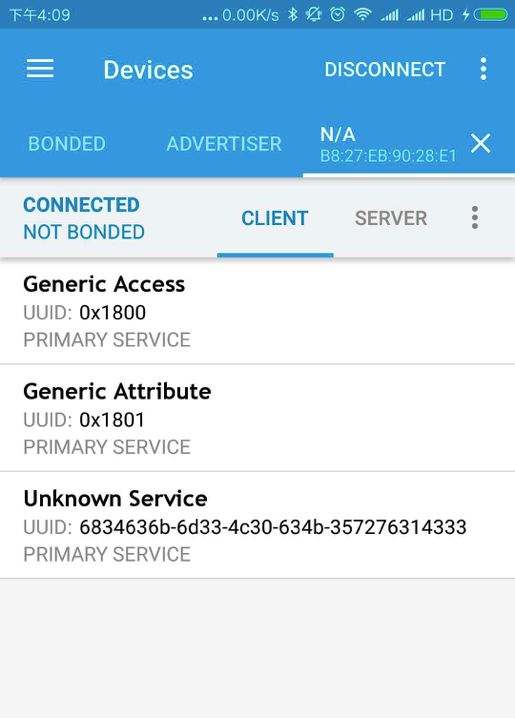 下午4:09 ... 0.00K/s HD
Devices DISCONNECT
BONDED ADVERTISER N/A
B8:27:EB:90:28:E1
CONNECTED
NOT BONDED
CLIENT SERVER
Generic Access
UUID: 0x1800
PRIMARY SERVICE
Generic Attribute
UUID: 0x1801
PRIMARY SERVICE
Unknown Service
UUID: 6834636b-6d33-4c30-634b-357276314333
PRIMARY SERVICE